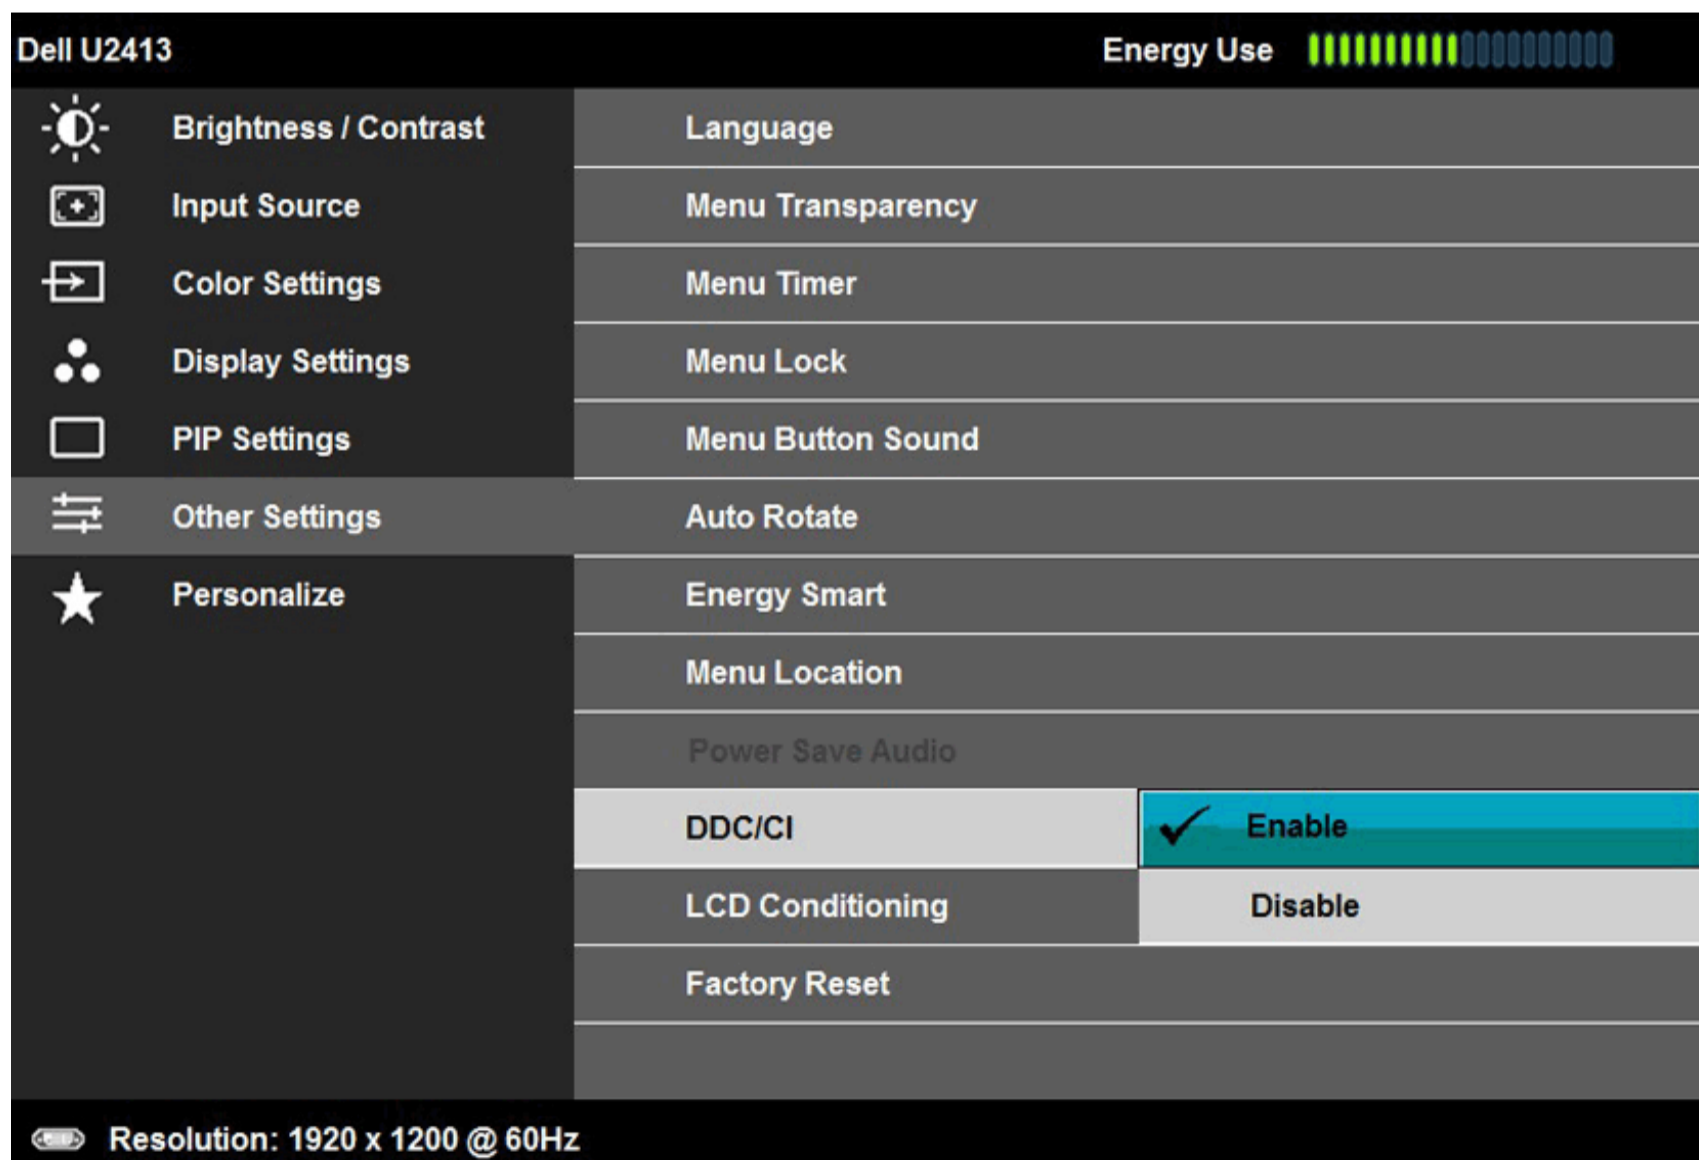 Dell U2413
Energy Use
Brightness / Contrast
Input Source
Color Settings
Display Settings
PIP Settings
Other Settings
Personalize
Language
Menu Transparency
Menu Timer
Menu Lock
Menu Button Sound
Auto Rotate
Energy Smart
Menu Location
Power Save Audio
DDC/CI
Enable
Disable
LCD Conditioning
Factory Reset
Resolution: 1920 x 1200 @ 60Hz